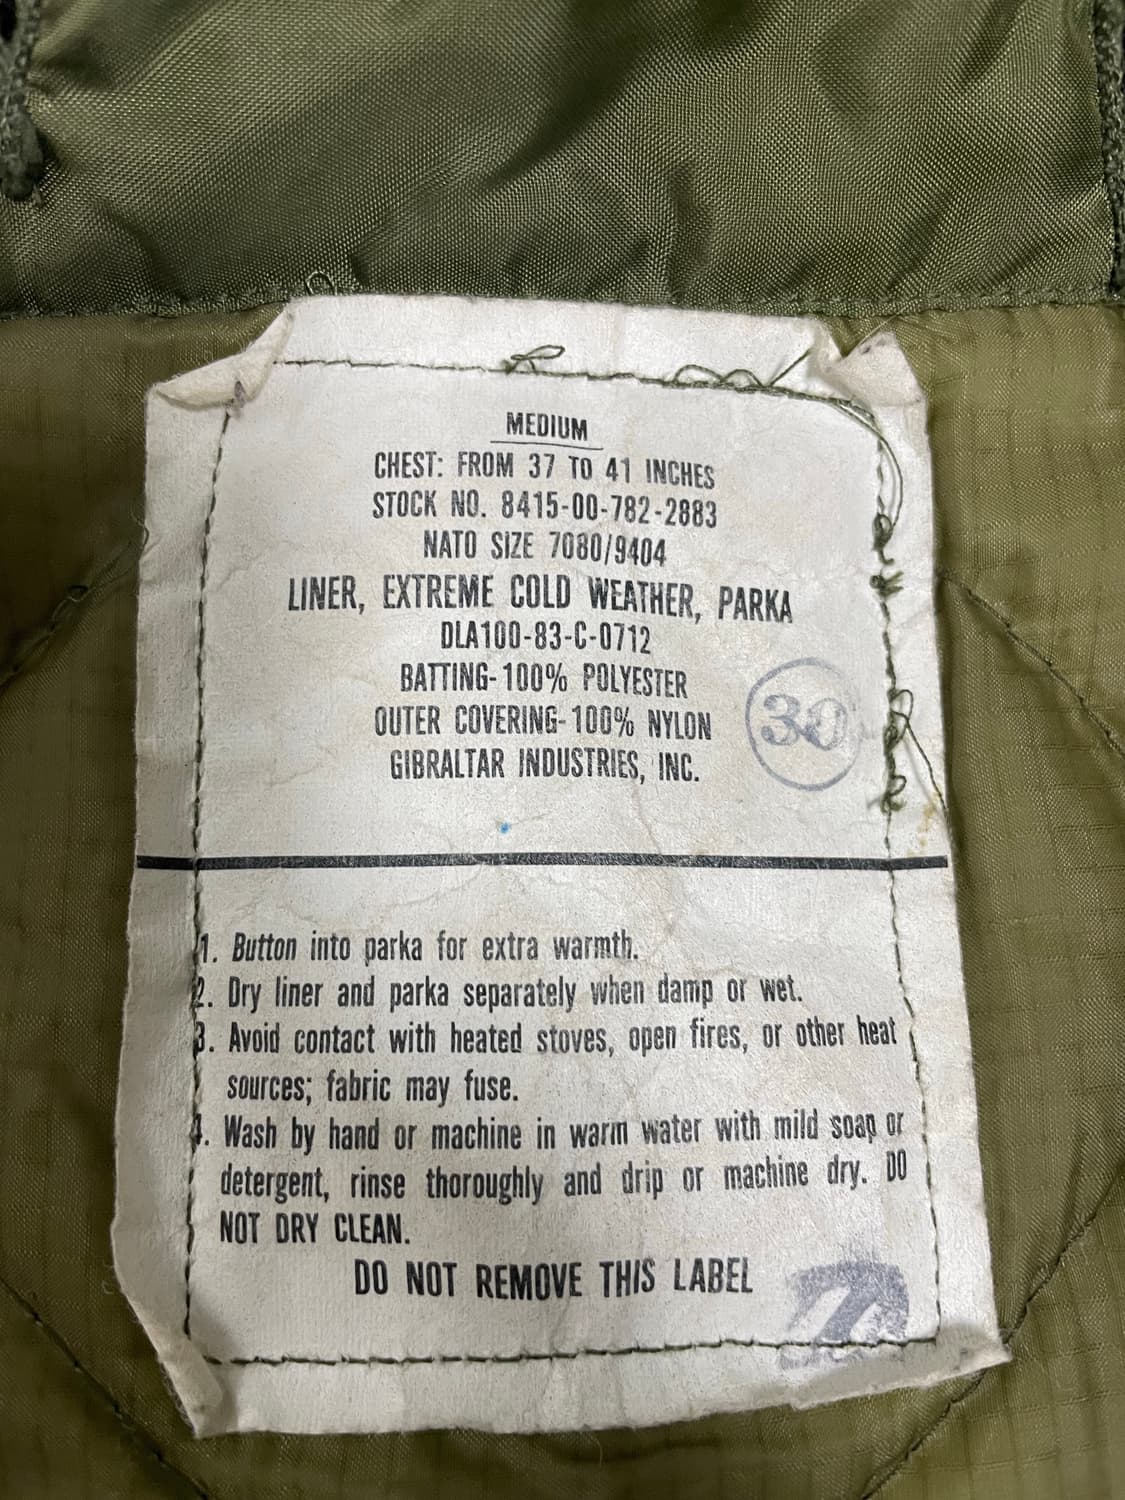 MEDIUM
CHEST: FROM 37 TO 41 INCHES
STOCK NO. 8415-00-782-2883
NATO SIZE 7080/9404
LINER, EXTREME COLD WEATHER, PARKA
DLA100-83-C-0712
BATTING-100% POLYESTER
OUTER COVERING-100% NYLON
GIBRALTAR INDUSTRIES, INC.
30
1. Button into parka for extra warmth.
2. Dry liner and parka separately when damp or wet.
3. Avoid contact with heated stoves, open fires, or other heat
sources; fabric may fuse.
4. Wash by hand or machine in warm water with mild soap or
detergent, rinse thoroughly and drip or machine dry. DO
NOT DRY CLEAN.
DO NOT REMOVE THIS LABEL